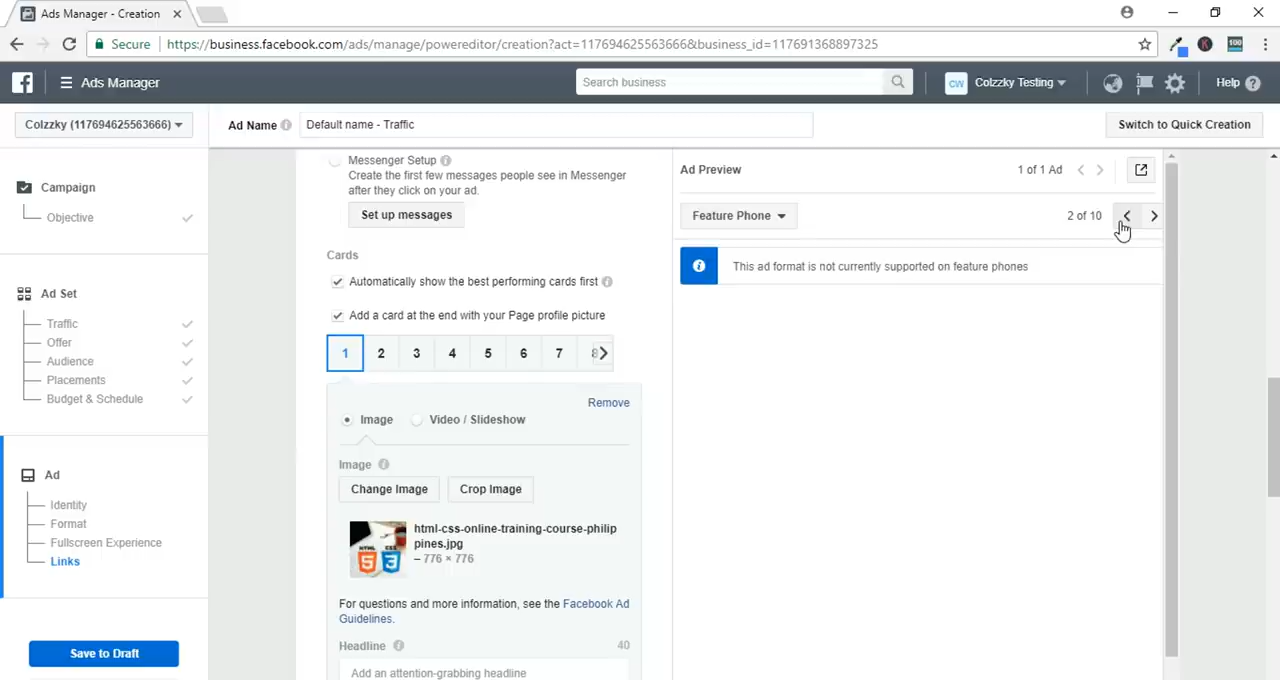 Ads Manager - Creation
Secure
https://business.facebook.com/ads/manage/powereditor/creation?act=117694625563666&business_id=117691368897325
K
100
Ads Manager
Search business
CW
Colzzky Testing
Help
Colzzky (117694625563666)
Ad Name
Default name - Traffic
Switch to Quick Creation
Campaign
Objective
Ad Set
Traffic
Offer
Audience
Placements
Budget & Schedule
Ad
Identity
Format
Fullscreen Experience
Links
Save to Draft
Messenger Setup
Create the first few messages people see in Messenger
after they click on your ad.
Set up messages
Cards
Automatically show the best performing cards first
Add a card at the end with your Page profile picture
1 2 3 4 5 6 7 8
Remove
Image
Video / Slideshow
Image
Change Image
Crop Image
HTML CSS
5 3
html-css-online-training-course-philip
pines.jpg
– 776 × 776
For questions and more information, see the Facebook Ad
Guidelines.
Headline
40
Add an attention-grabbing headline
Ad Preview
1 of 1 Ad
Feature Phone
2 of 10
This ad format is not currently supported on feature phones